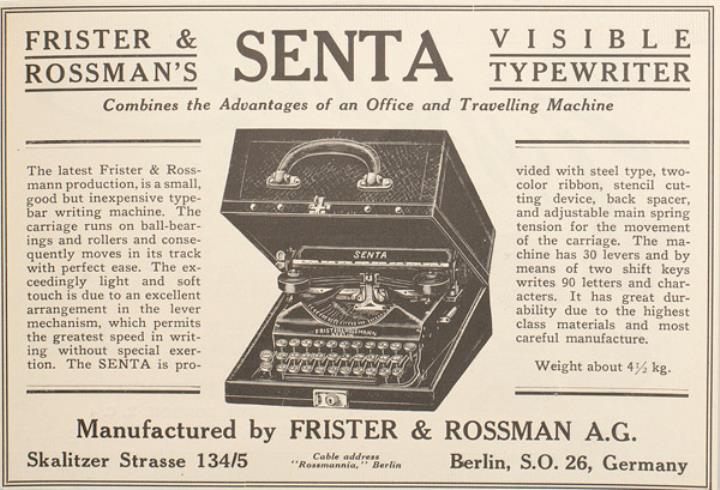 FRISTER & ROSSMAN'S
SENTA
VISIBLE TYPEWRITER
Combines the Advantages of an Office and Travelling Machine
The latest Frister & Ross-
mann production, is a small,
good but inexpensive type-
bar writing machine. The
carriage runs on ball-bear-
ings and rollers and conse-
quently moves in its track
with perfect ease. The ex-
ceedingly light and soft
touch is due to an excellent
arrangement in the lever
mechanism, which permits
the greatest speed in writ-
ing without special exer-
tion. The SENTA is pro-
SENTA
FRISTER & ROSSMANN
vided with steel type, two-
color ribbon, stencil cut-
ting device, back spacer,
and adjustable main spring
tension for the movement
of the carriage. The ma-
chine has 30 levers and by
means of two shift keys
writes 90 letters and char-
acters. It has great dur-
ability due to the highest
class materials and most
careful manufacture.
Weight about 4½ kg.
Manufactured by FRISTER & ROSSMAN A.G.
Skalitzer Strasse 134/5
Cable address
"Rossmannia," Berlin
Berlin, S.O. 26, Germany